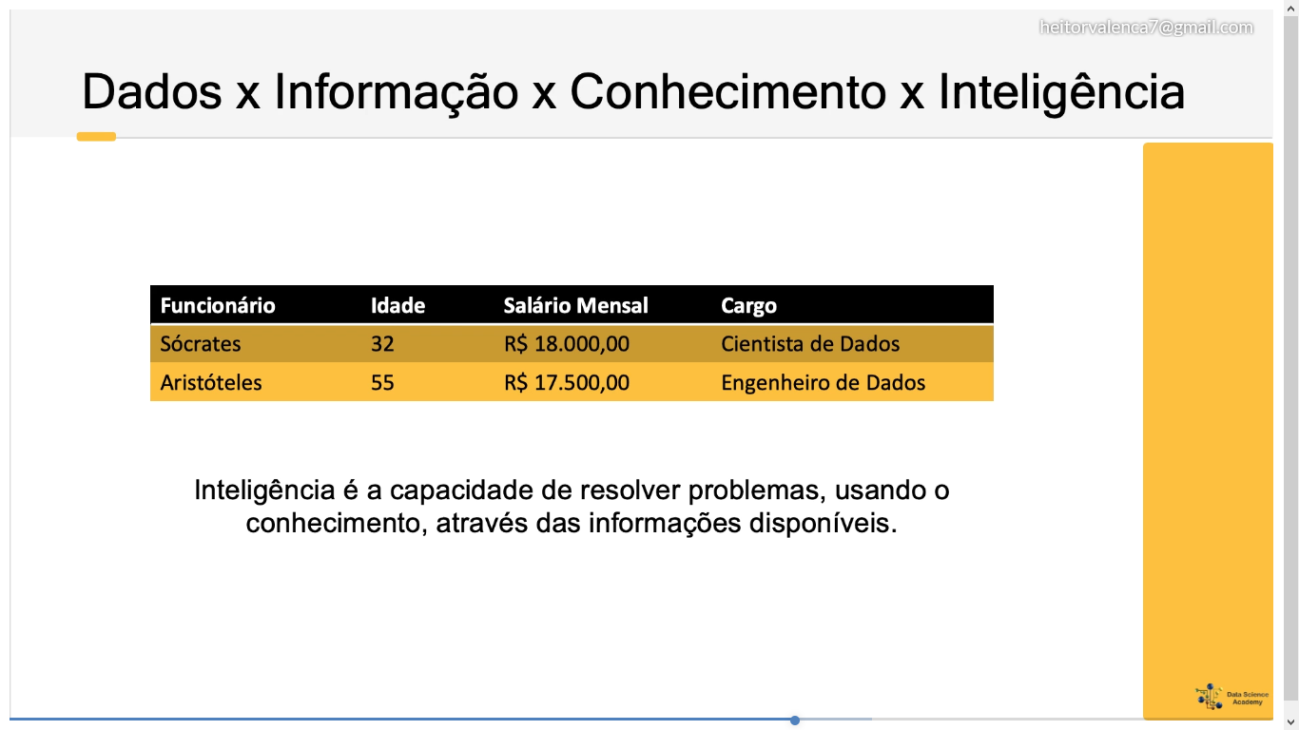 heitorvalenca7@gmail.com
Dados x Informação x Conhecimento x Inteligência
Funcionário Idade Salário Mensal Cargo
Sócrates 32 R$ 18.000,00 Cientista de Dados
Aristóteles 55 R$ 17.500,00 Engenheiro de Dados
Inteligência é a capacidade de resolver problemas, usando o
conhecimento, através das informações disponíveis.
Data Science
Academy